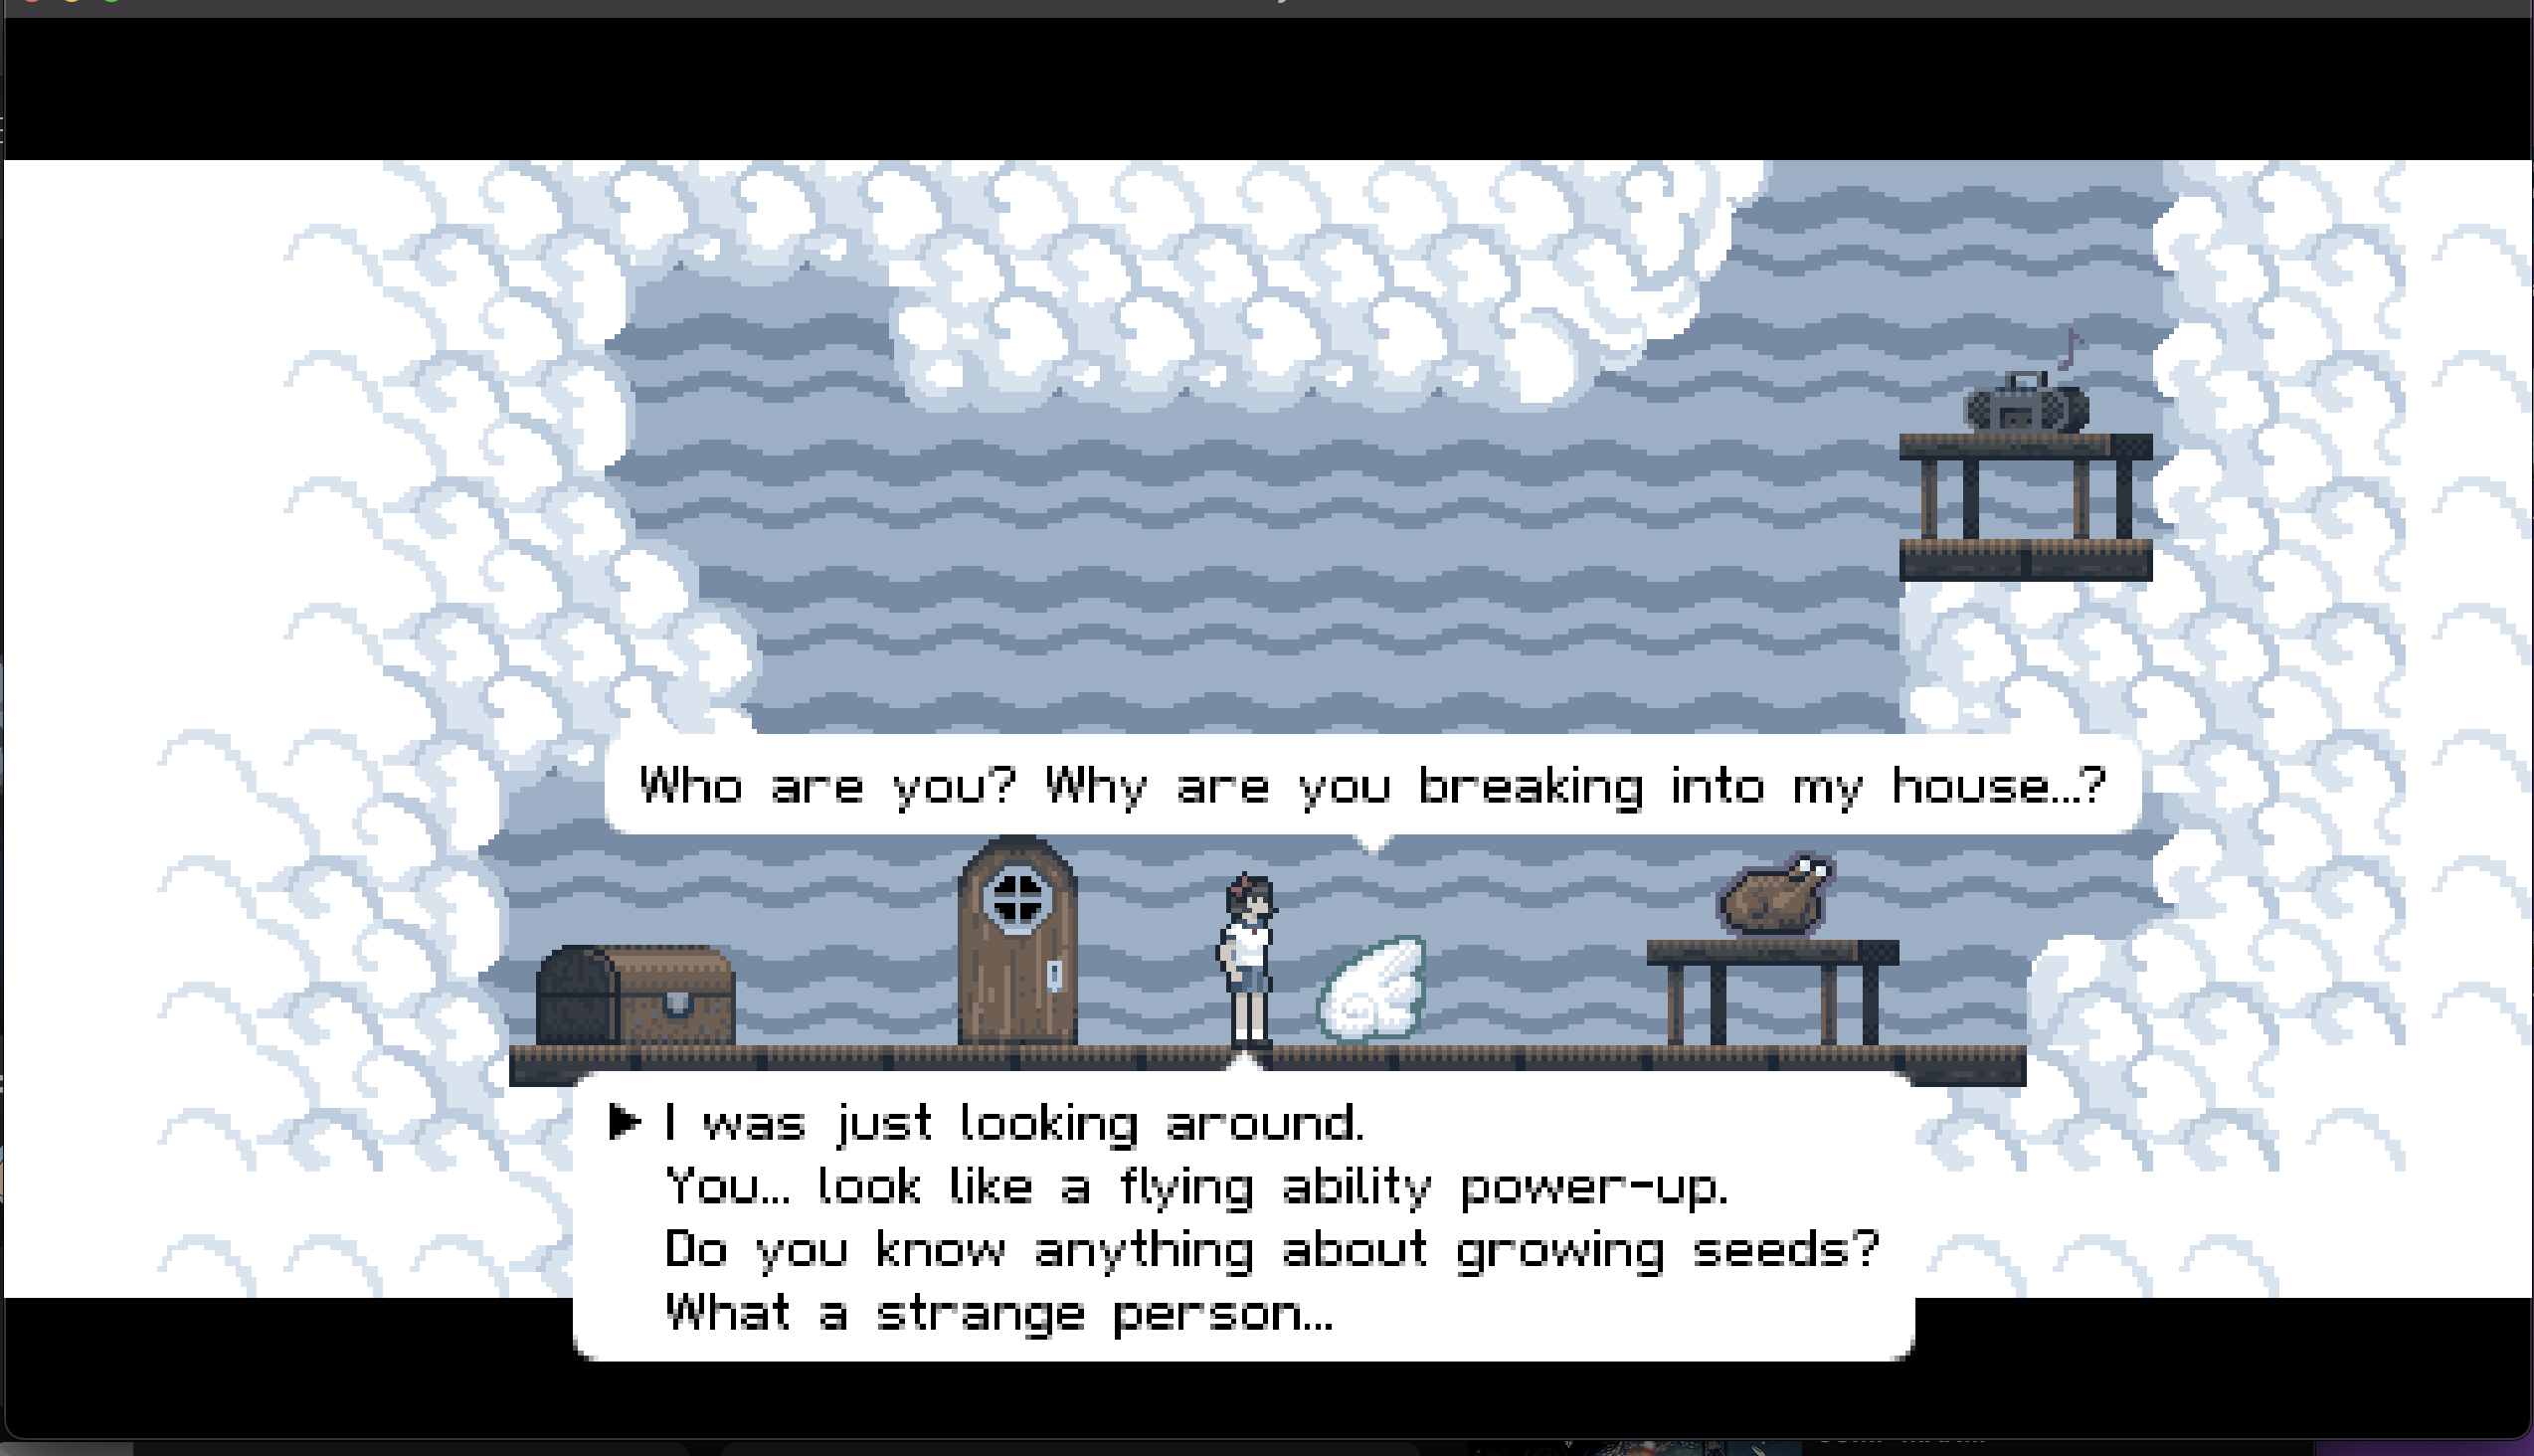 Who are you? Why are you breaking into my house...?
I was just looking around.
You... look like a flying ability power-up.
Do you know anything about growing seeds?
What a strange person...